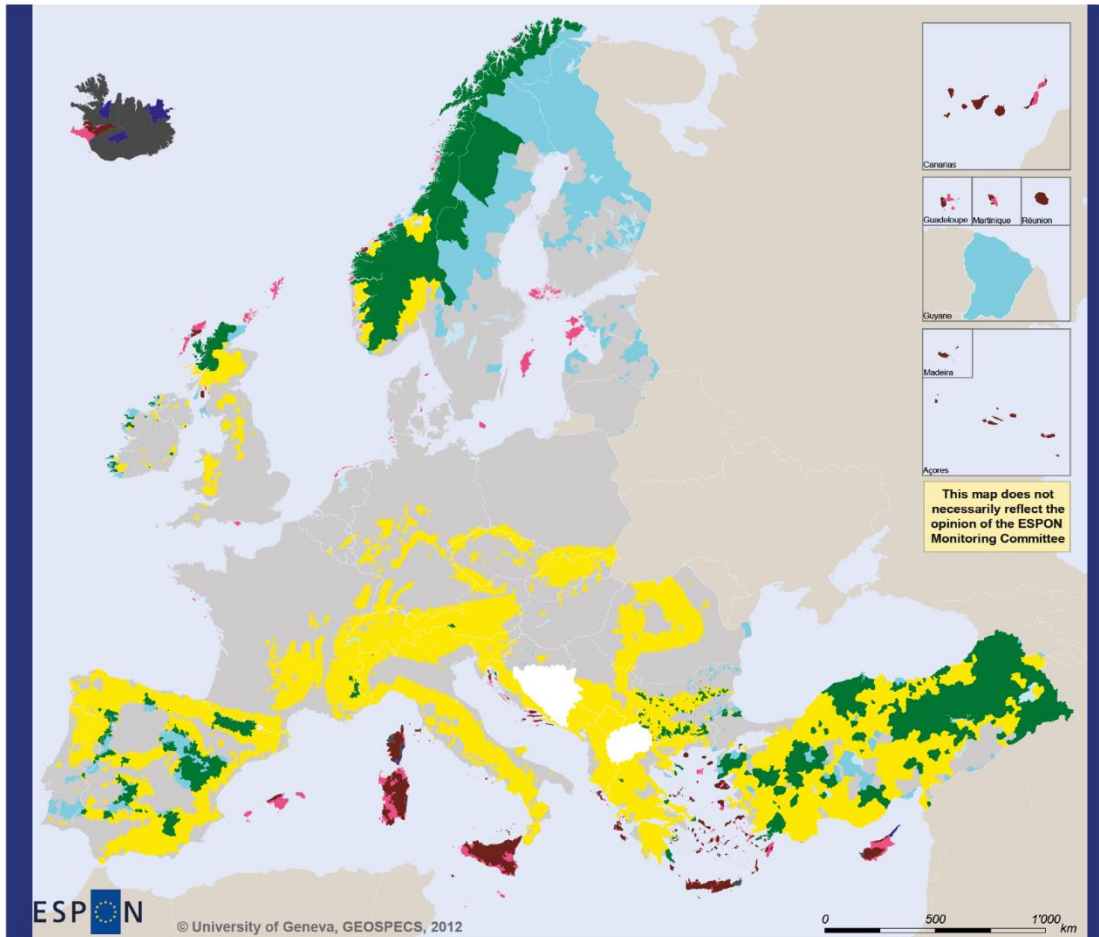 Canarias
Guadeloupe
Martinique
Réunion
Guyane
Madeira
Açores
This map does not
necessarily reflect the
opinion of the ESPON
Monitoring Committee
ESPON
© University of Geneva, GEOSPECS, 2012
0 500 1'000
km